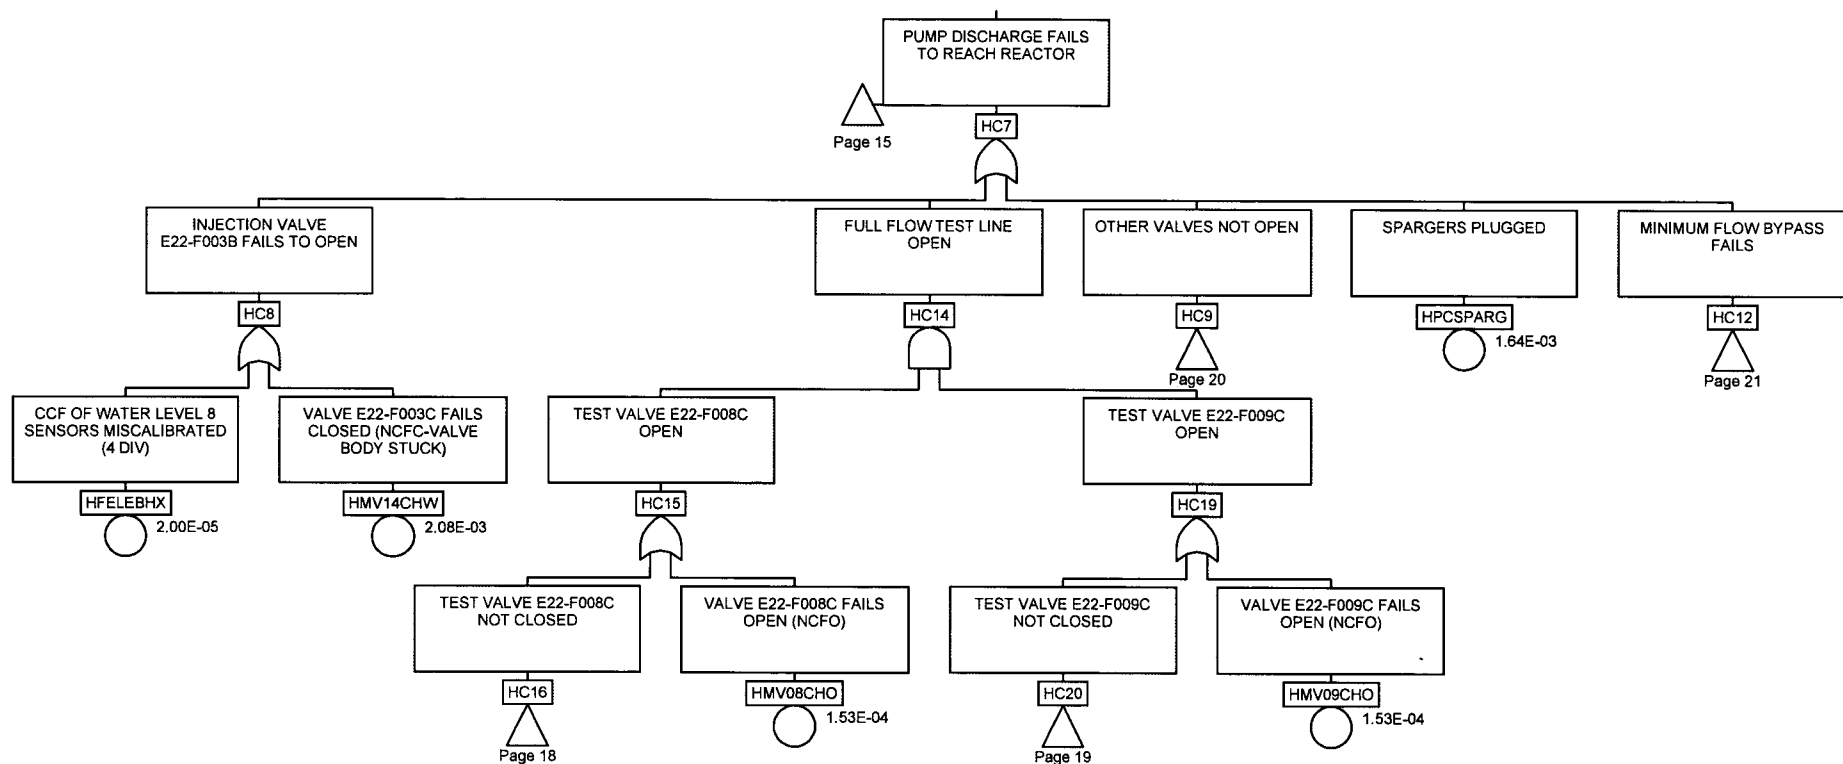 PUMP DISCHARGE FAILS
TO REACH REACTOR
Page 15
HC7
INJECTION VALVE
E22-F003B FAILS TO OPEN
HC8
FULL FLOW TEST LINE
OPEN
HC14
OTHER VALVES NOT OPEN
HC9
Page 20
SPARGERS PLUGGED
HPCSPARG
1.64E-03
MINIMUM FLOW BYPASS
FAILS
HC12
Page 21
CCF OF WATER LEVEL 8
SENSORS MISCALIBRATED
(4 DIV)
HFELEBHX
2.00E-05
VALVE E22-F003C FAILS
CLOSED (NCFC-VALVE
BODY STUCK)
HMV14CHW
2.08E-03
TEST VALVE E22-F008C
OPEN
HC15
TEST VALVE E22-F009C
OPEN
HC19
TEST VALVE E22-F008C
NOT CLOSED
HC16
Page 18
VALVE E22-F008C FAILS
OPEN (NCFO)
HMV08CHO
1.53E-04
TEST VALVE E22-F009C
NOT CLOSED
HC20
Page 19
VALVE E22-F009C FAILS
OPEN (NCFO)
HMV09CHO
1.53E-04